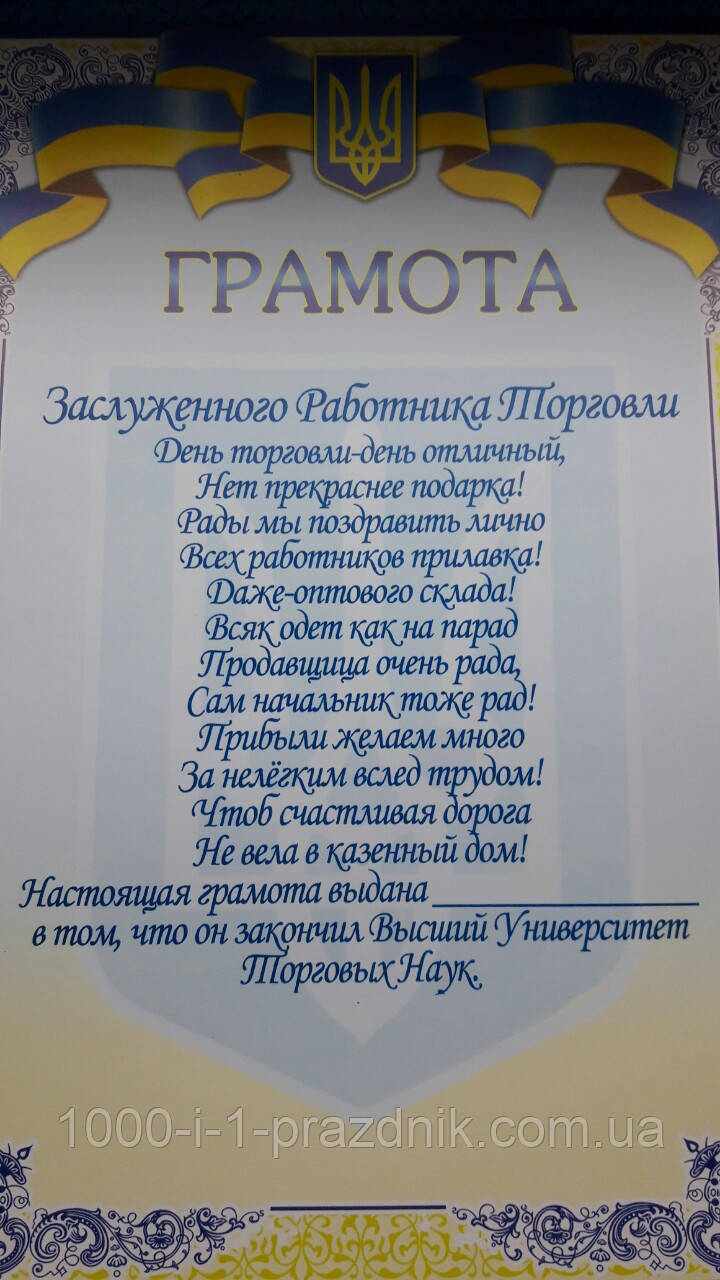 ГРАМОТА
Заслуженного Работника Торговли
День торговли-день отличный,
Нет прекраснее подарка!
Рады мы поздравить лично
Всех работников прилавка!
Даже-оптового склада!
Всяк одет как на парад
Продавщица очень рада,
Сам начальник тоже рад!
Прибыли желаем много
За нелёгким вслед трудом!
Чтоб счастливая дорога
Не вела в казенный дом!
Настоящая грамота выдана
в том, что он закончил Высший Университет
Торговых Наук.
1000-i-1-prazdnik.com.ua